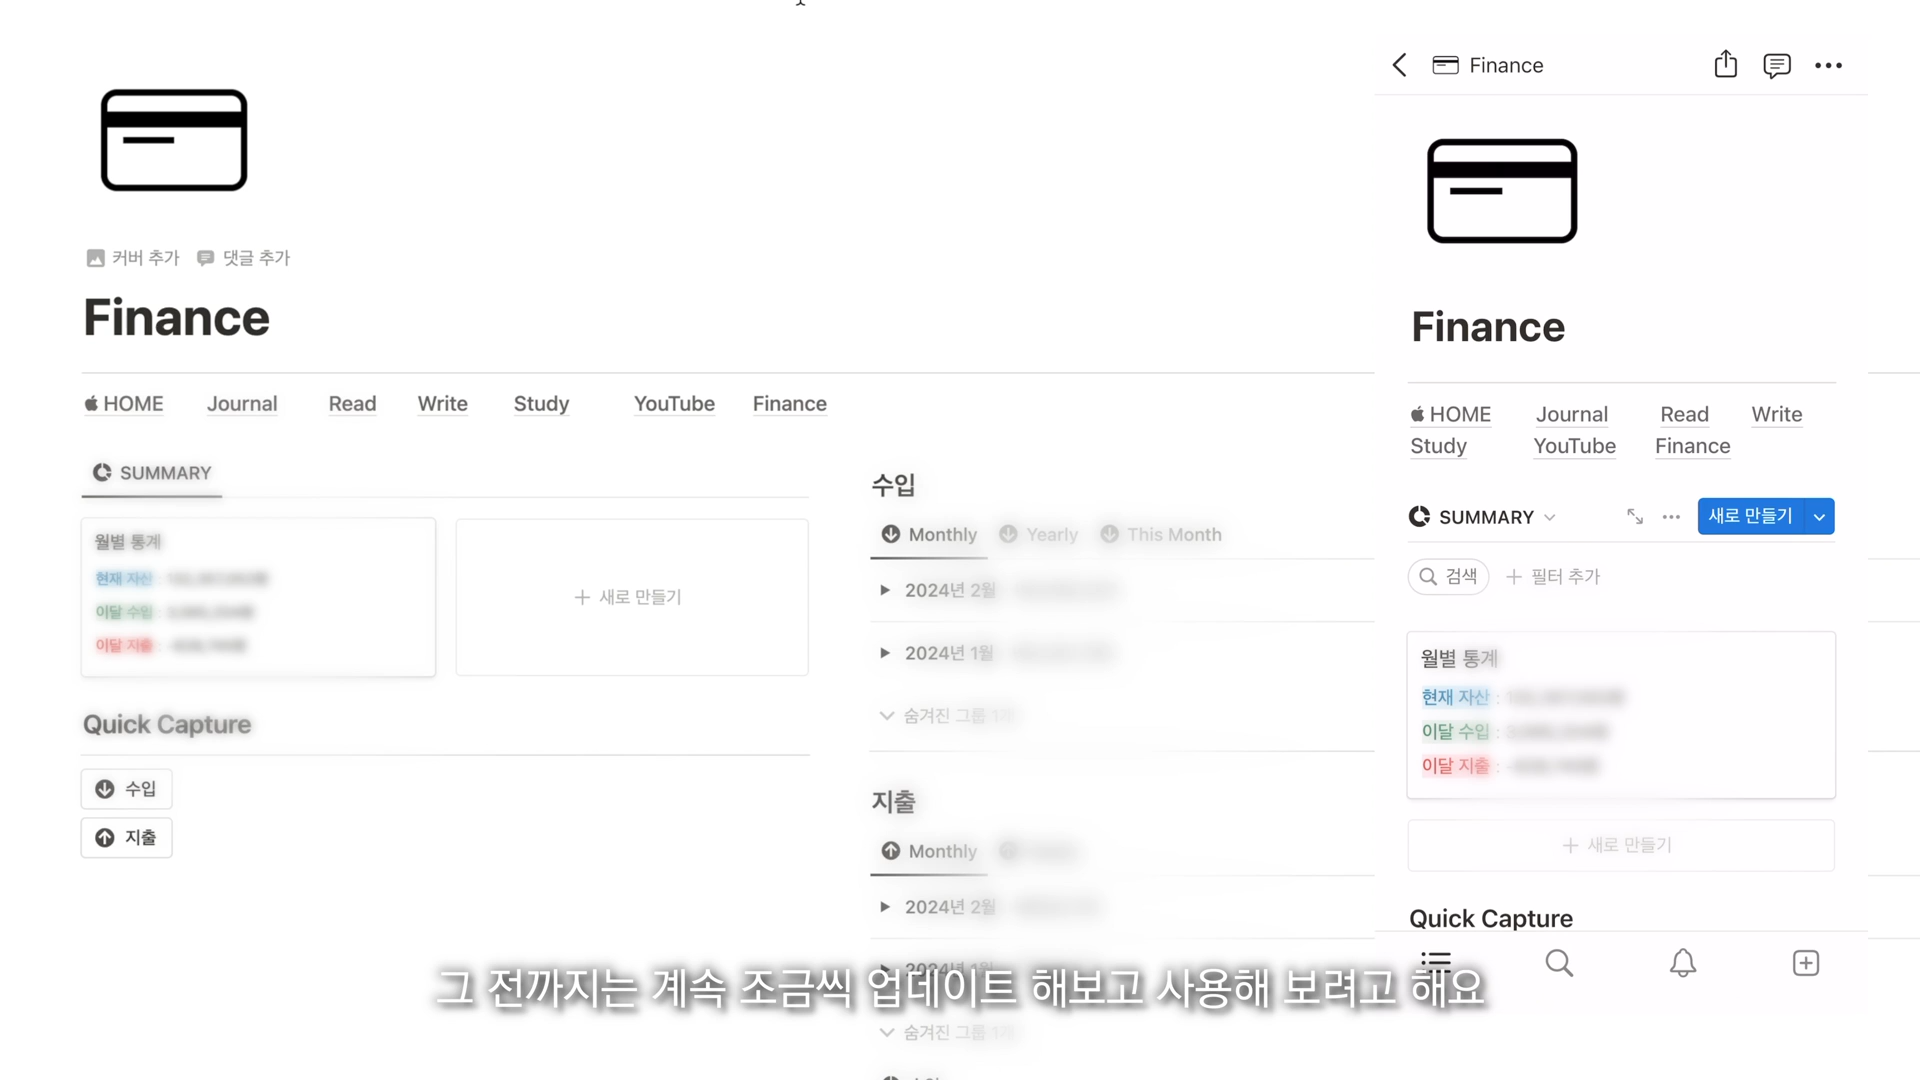 커버 추가 댓글 추가
Finance
HOME Journal Read Write Study YouTube Finance
SUMMARY
월별 통계
현재 자산 :
이달 수입 :
이달 지출 :
+ 새로 만들기
Quick Capture
수입
지출
수입
Monthly Yearly This Month
2024년 2월
2024년 1월
숨겨진 그룹
지출
Monthly
2024년 2월
2024년 1월
숨겨진 그룹
Finance
Finance
HOME Journal Read Write
Study YouTube Finance
SUMMARY 새로 만들기
검색 + 필터 추가
월별 통계
현재 자산 :
이달 수입 :
이달 지출 :
+ 새로 만들기
Quick Capture
그 전까지는 계속 조금씩 업데이트 해보고 사용해 보려고 해요